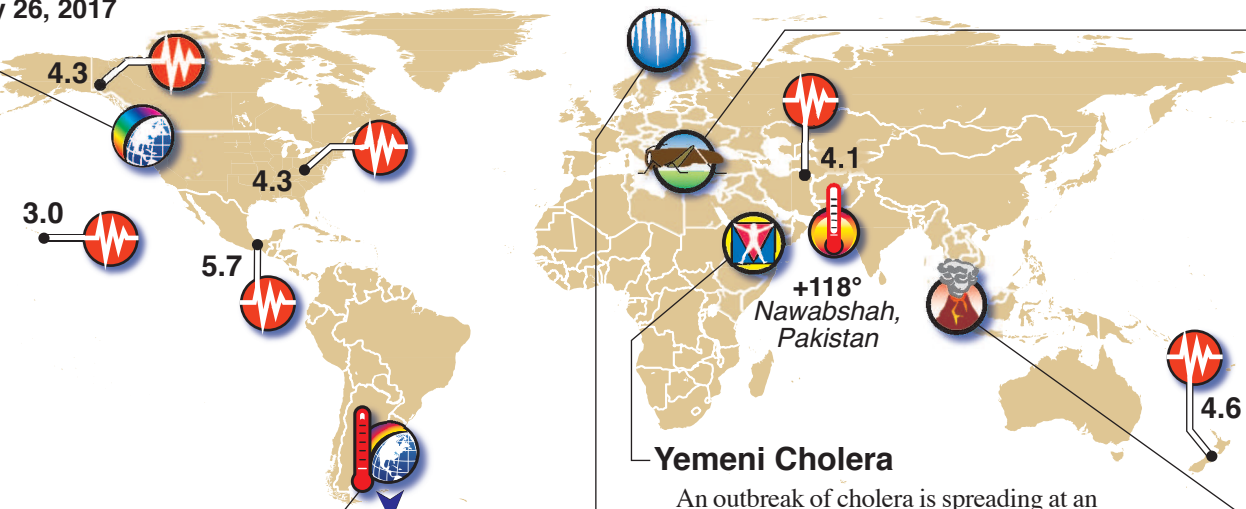 26, 2017
4.3
4.3
3.0
5.7
4.1
+118°
Nawabshah,
Pakistan
4.6
Yemeni Cholera
An outbreak of cholera is spreading at an